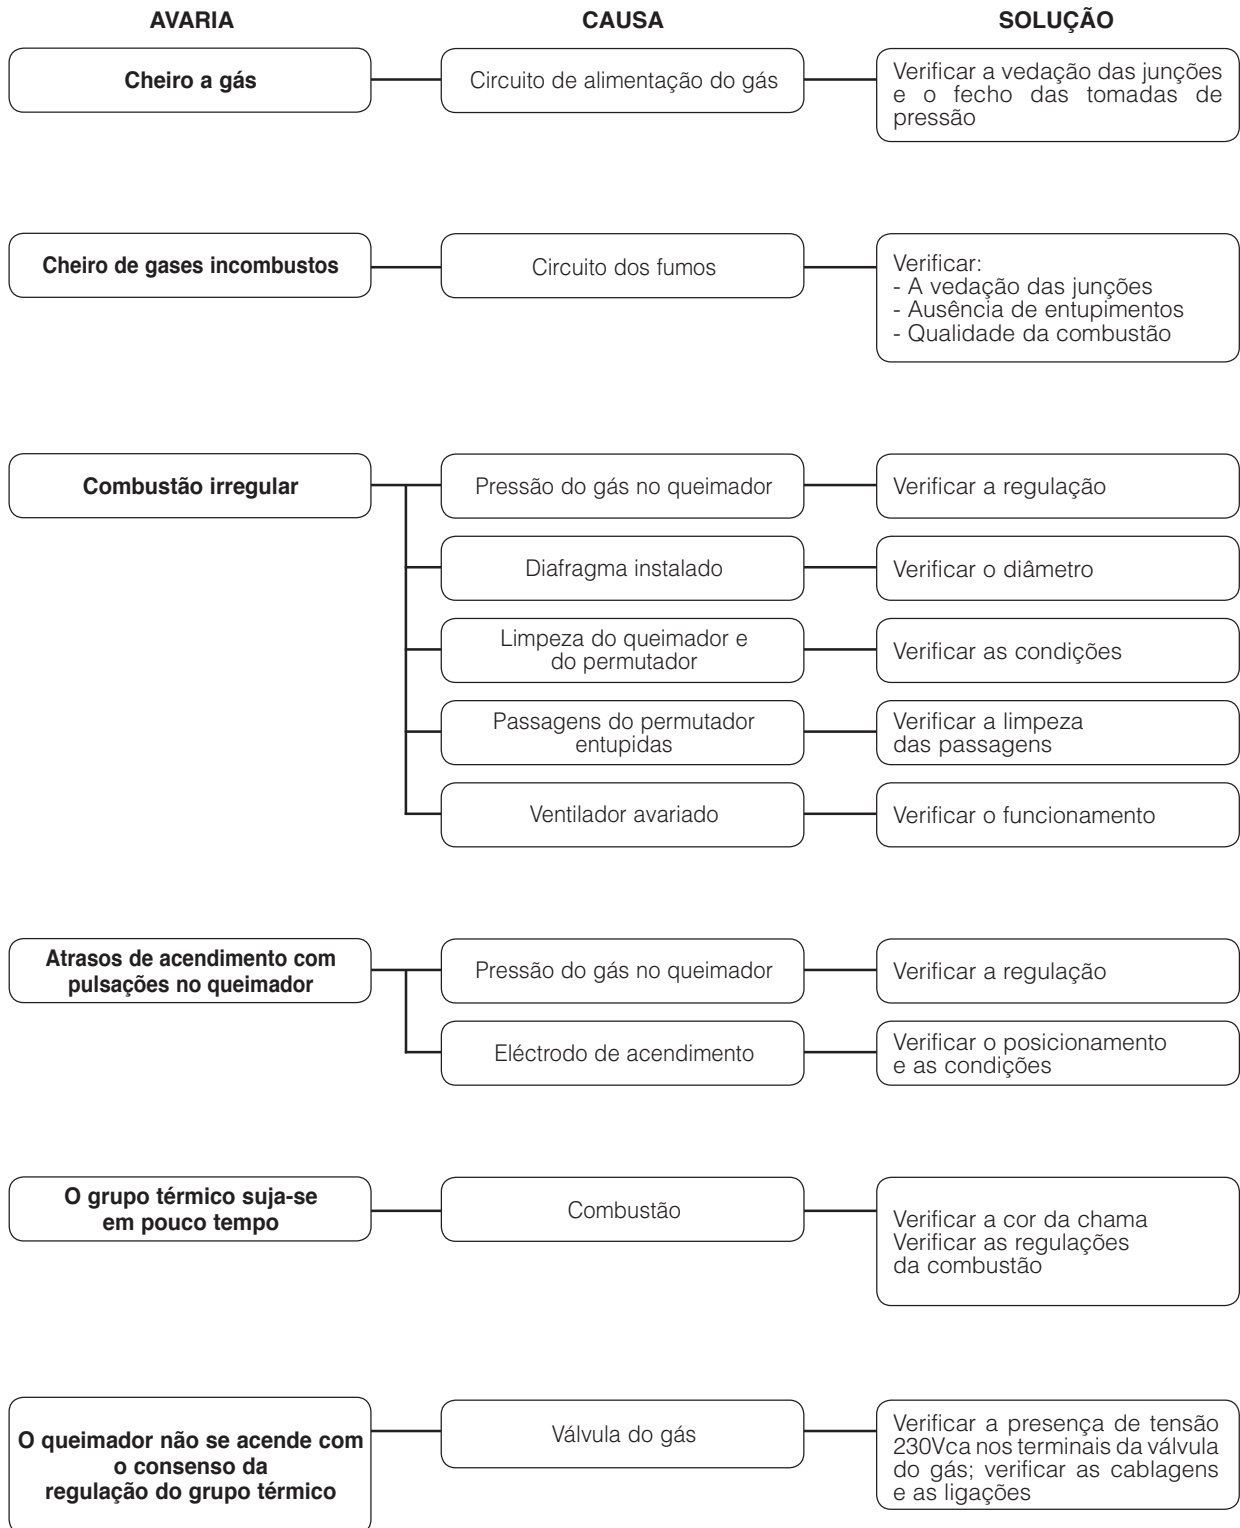 AVARIA CAUSA SOLUÇÃO
Cheiro a gás
Circuito de alimentação do gás
Verificar a vedação das junções
e o fecho das tomadas de
pressão
Cheiro de gases incombustos
Circuito dos fumos
Verificar:
- A vedação das junções
- Ausência de entupimentos
- Qualidade da combustão
Combustão irregular
Pressão do gás no queimador
Verificar a regulação
Diafragma instalado
Verificar o diâmetro
Limpeza do queimador e
do permutador
Verificar as condições
Passagens do permutador
entupidas
Verificar a limpeza
das passagens
Ventilador avariado
Verificar o funcionamento
Atrasos de acendimento com
pulsações no queimador
Pressão do gás no queimador
Verificar a regulação
Eléctrodo de acendimento
Verificar o posicionamento
e as condições
O grupo térmico suja-se
em pouco tempo
Combustão
Verificar a cor da chama
Verificar as regulações
da combustão
O queimador não se acende com
o consenso da
regulação do grupo térmico
Válvula do gás
Verificar a presença de tensão
230Vca nos terminais da válvula
do gás; verificar as cablagens
e as ligações